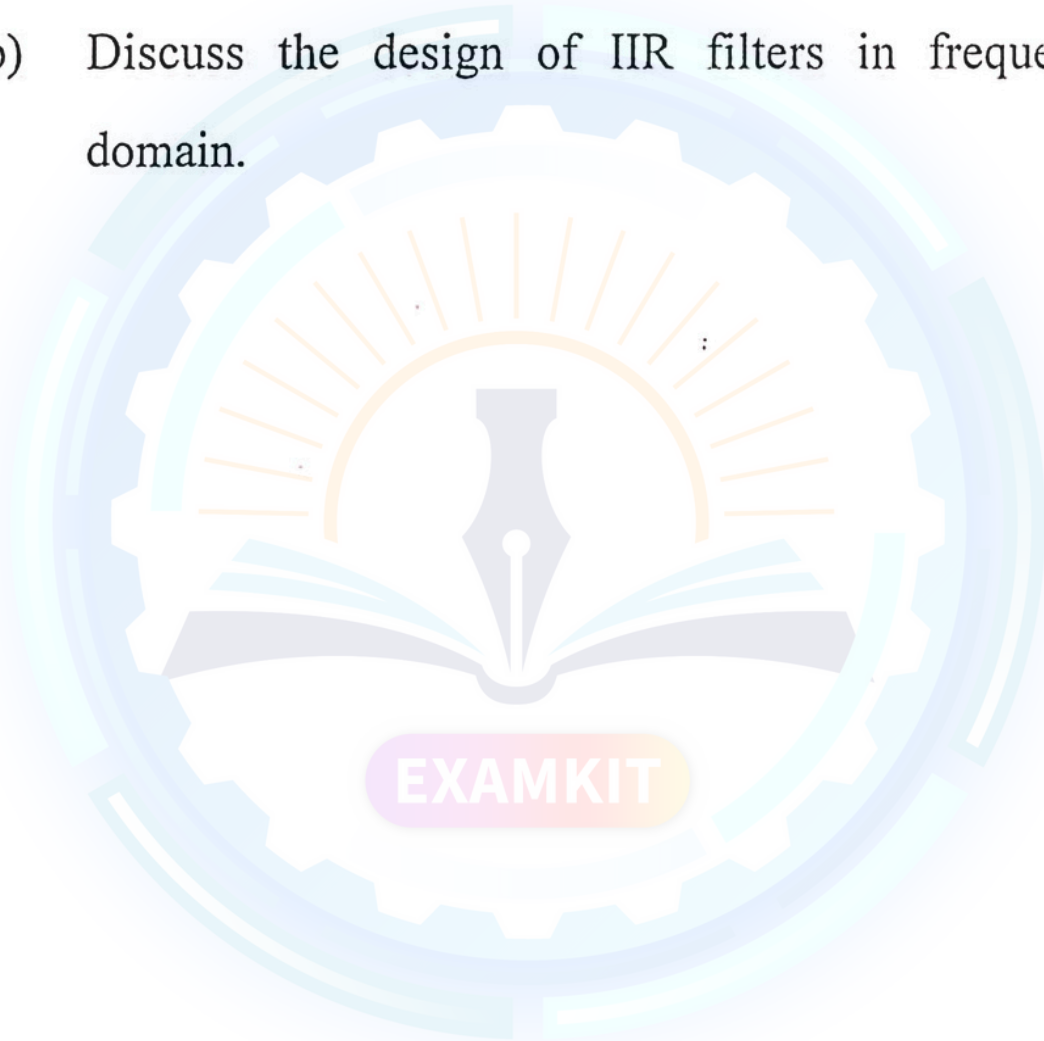 b) Discuss the design of IIR filters in freque
domain.
EXAMKIT